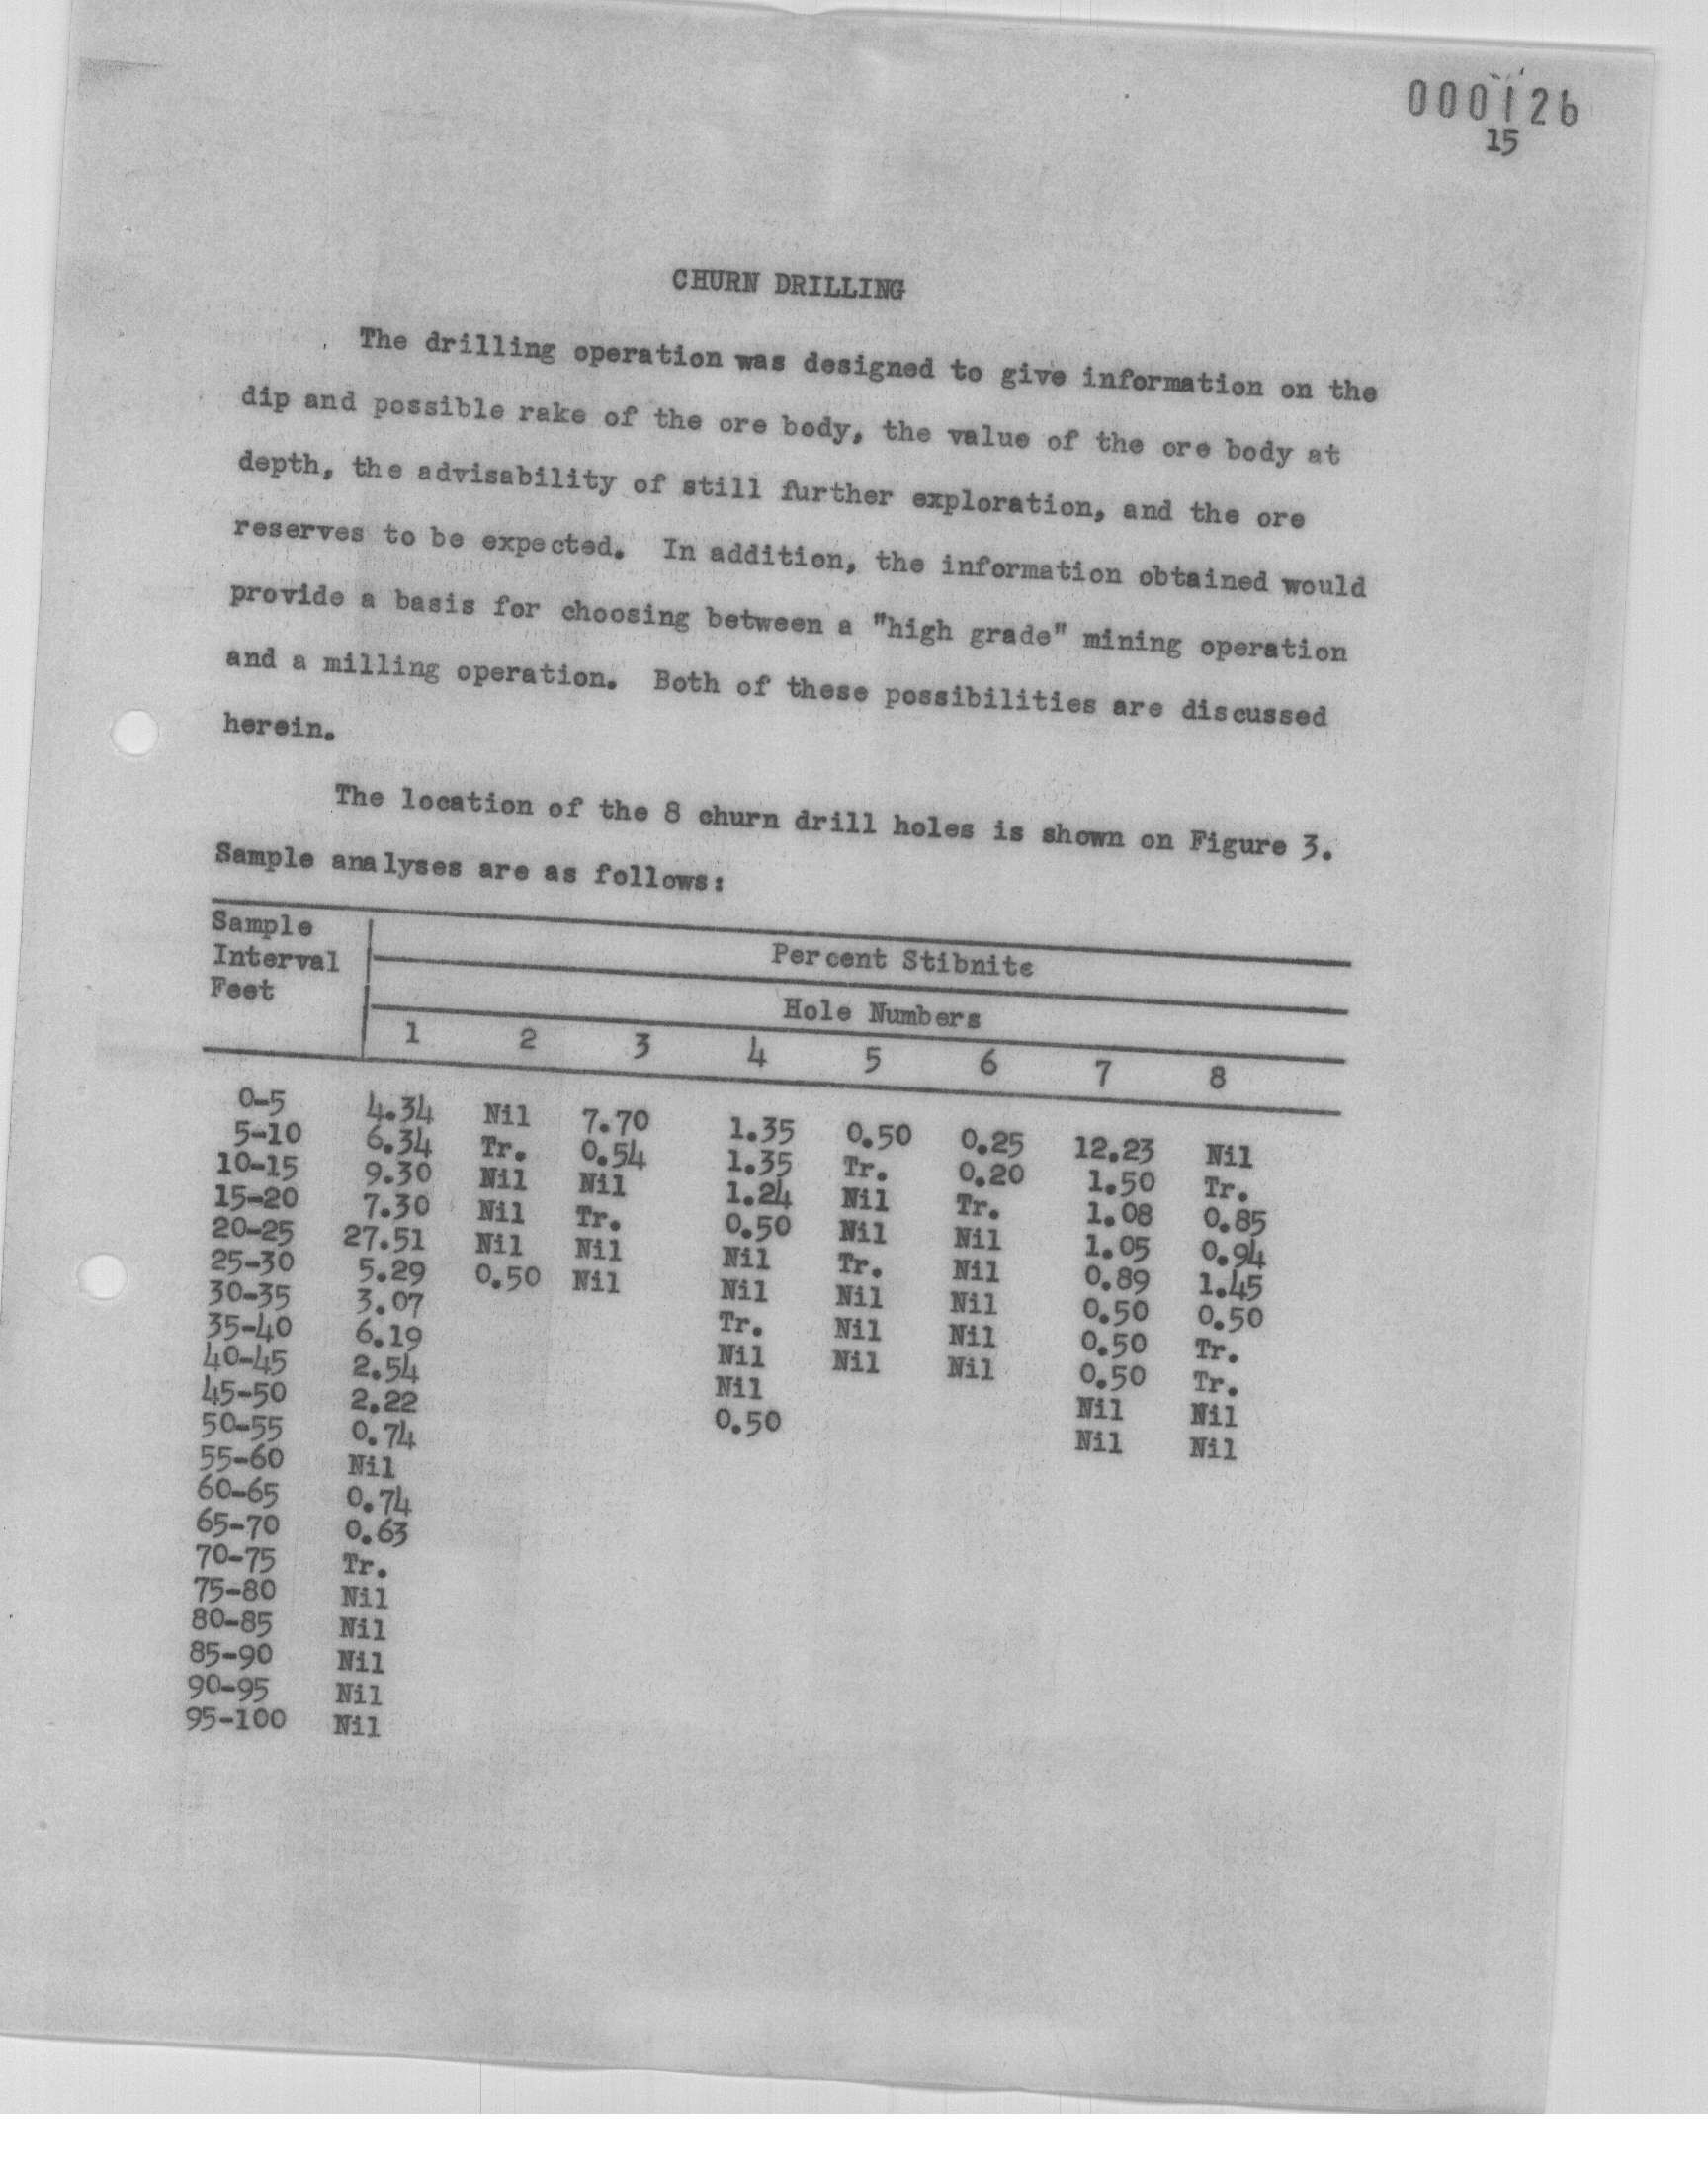 000126
15
CHURN DRILLING
The drilling operation was designed to give information on the
dip and possible rake of the ore body, the value of the ore body at
depth, the advisability of still further exploration, and the ore
reserves to be expected. In addition, the information obtained would
provide a basis for choosing between a "high grade" mining operation
and a milling operation. Both of these possibilities are discussed
herein.
The location of the 8 churn drill holes is shown on Figure 3.
Sample analyses are as follows:
Sample
Interval
Feet
Percent Stibnite
Hole Numbers
1 2 3 4 5 6 7 8
0-5 4.34 Nil 7.70 1.35 0.50 0.25 12.23 Nil
5-10 6.34 Tr. 0.54 1.35 Tr. 0.20 1.50 Tr.
10-15 9.30 Nil Nil 1.24 Nil Tr. 1.08 0.85
15-20 7.30 Nil Tr. 0.50 Nil Nil 1.05 0.94
20-25 27.51 Nil Nil Nil Tr. Nil 0.89 1.45
25-30 5.29 0.50 Nil Nil Nil Nil 0.50 0.50
30-35 3.07 Tr. Nil Nil 0.50 Tr.
35-40 6.19 Nil Nil Nil 0.50 Tr.
40-45 2.54 Nil Nil Nil
45-50 2.22 0.50 Nil Nil
50-55 0.74
55-60 Nil
60-65 0.74
65-70 0.63
70-75 Tr.
75-80 Nil
80-85 Nil
85-90 Nil
90-95 Nil
95-100 Nil